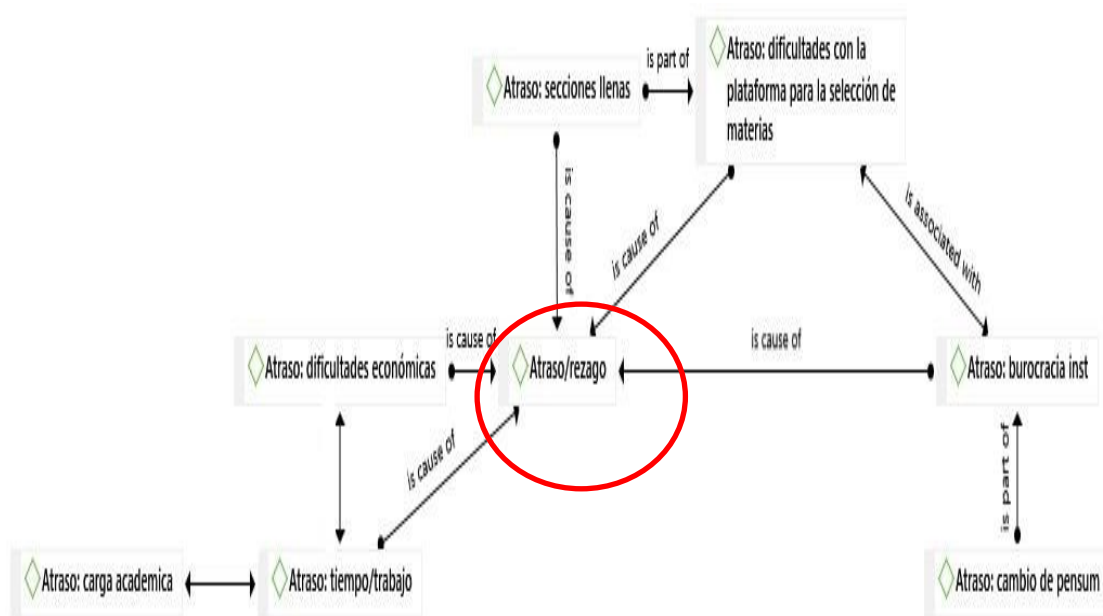 Atraso: secciones llenas
is part of
Atraso: dificultades con la
plataforma para la selección de
materias
is cause of
is cause of
is associated with
Atraso: dificultades económicas
is cause of
Atraso/rezago
is cause of
Atraso: burocracia inst
is cause of
is part of
Atraso: carga academica
Atraso: tiempo/trabajo
Atraso: cambio de pensum